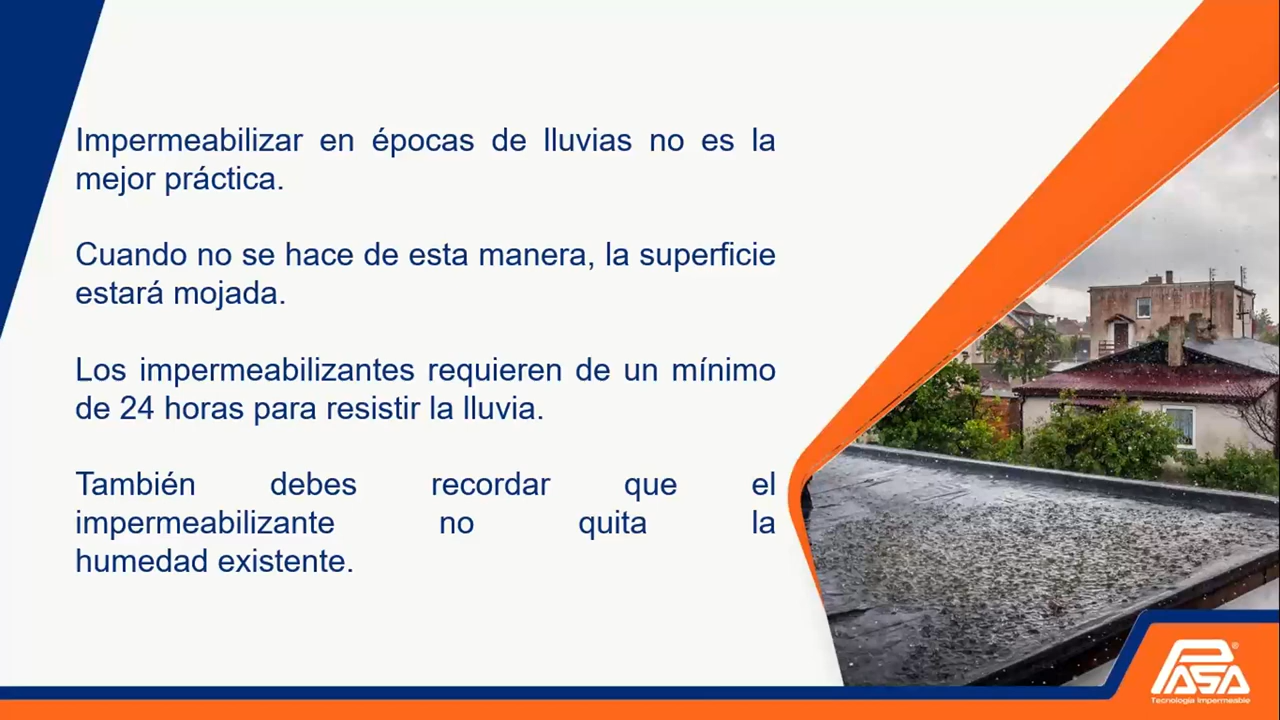 Impermeabilizar en épocas de lluvias no es la
mejor práctica.
Cuando no se hace de esta manera, la superficie
estará mojada.
Los impermeabilizantes requieren de un mínimo
de 24 horas para resistir la lluvia.
También debes recordar que el
impermeabilizante no quita la
humedad existente.
PASA®
Tecnología Impermeable